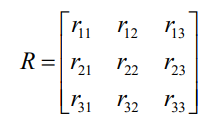 r₁₁ r₁₂ r₁₃
R = r₂₁ r₂₂ r₂₃
r₃₁ r₃₂ r₃₃